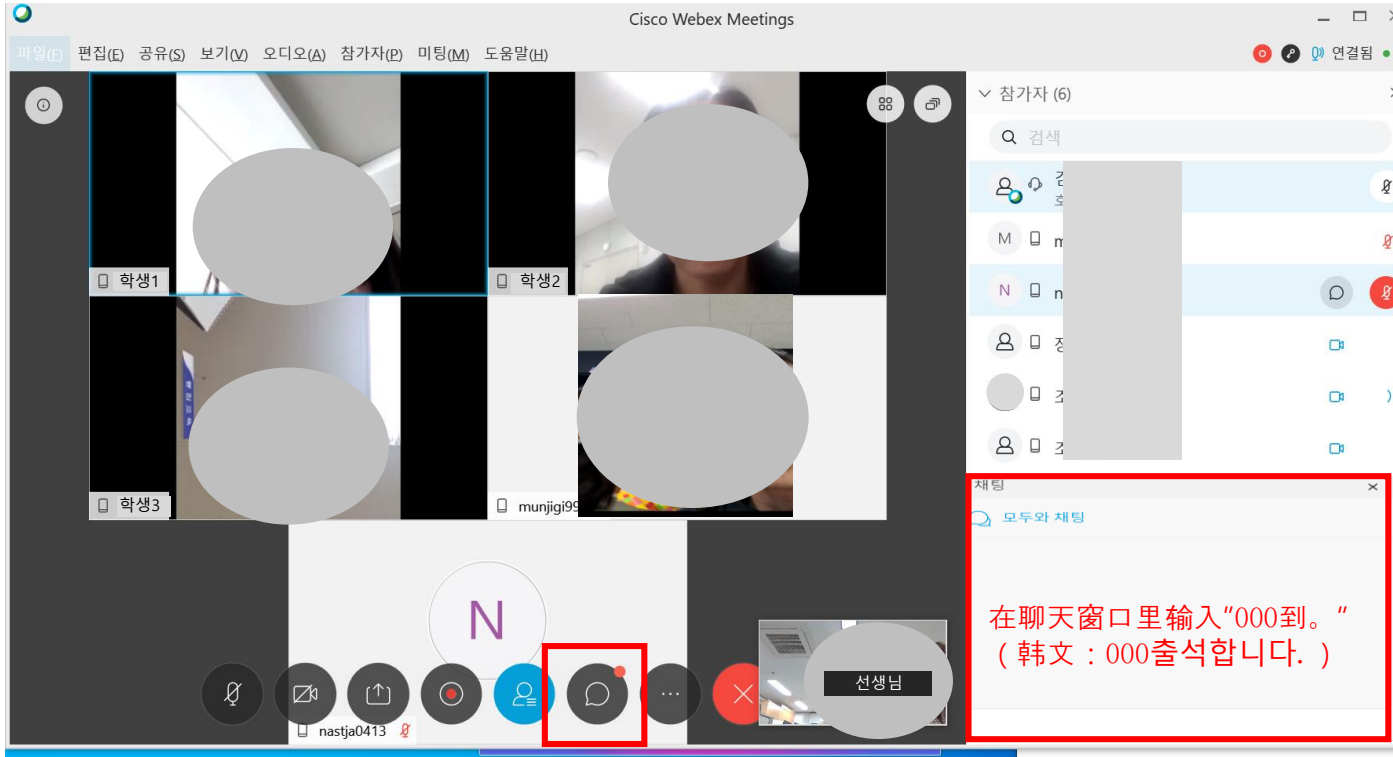 Cisco Webex Meetings
파일(F) 편집(E) 공유(S) 보기(V) 오디오(A) 참가자(P) 미팅(M) 도움말(H)
연결됨
참가자 (6)
검색
M
N
학생1
학생2
학생3
munjigi99
채팅
모두와 채팅
在聊天窗口里输入"000到。"
(韩文:000출석합니다.)
N
선생님
nastja0413